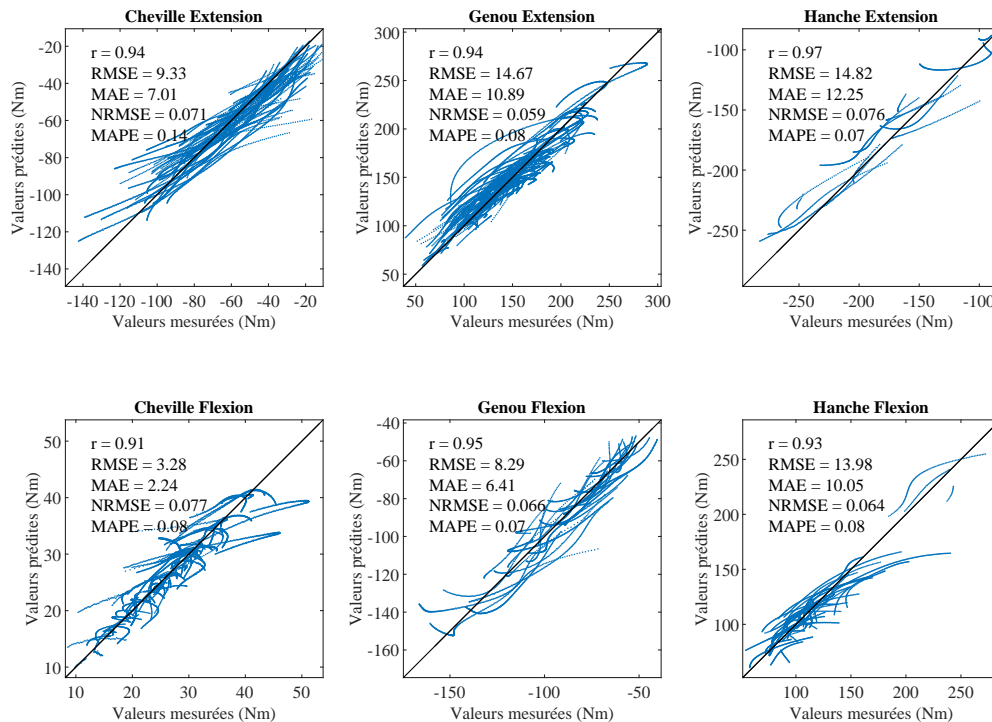 Cheville Extension
r = 0.94
RMSE = 9.33
MAE = 7.01
NRMSE = 0.071
MAPE = 0.14
-20
-40
-60
-80
-100
-120
-140
Valeurs prédites (Nm)
-140 -120 -100 -80 -60 -40 -20
Valeurs mesurées (Nm)
Genou Extension
r = 0.94
RMSE = 14.67
MAE = 10.89
NRMSE = 0.059
MAPE = 0.08
300
250
200
150
100
50
Valeurs prédites (Nm)
50 100 150 200 250 300
Valeurs mesurées (Nm)
Hanche Extension
r = 0.97
RMSE = 14.82
MAE = 12.25
NRMSE = 0.076
MAPE = 0.07
-100
-150
-200
-250
Valeurs prédites (Nm)
-250 -200 -150 -100
Valeurs mesurées (Nm)
Cheville Flexion
r = 0.91
RMSE = 3.28
MAE = 2.24
NRMSE = 0.077
MAPE = 0.08
50
40
30
20
10
Valeurs prédites (Nm)
10 20 30 40 50
Valeurs mesurées (Nm)
Genou Flexion
r = 0.95
RMSE = 8.29
MAE = 6.41
NRMSE = 0.066
MAPE = 0.07
-40
-60
-80
-100
-120
-140
-160
Valeurs prédites (Nm)
-150 -100 -50
Valeurs mesurées (Nm)
Hanche Flexion
r = 0.93
RMSE = 13.98
MAE = 10.05
NRMSE = 0.064
MAPE = 0.08
250
200
150
100
Valeurs prédites (Nm)
100 150 200 250
Valeurs mesurées (Nm)